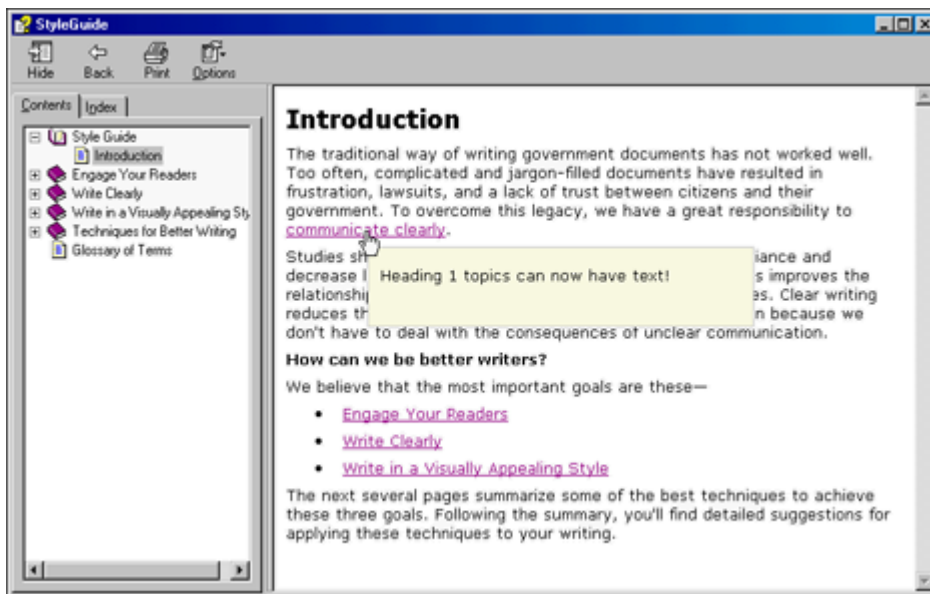 StyleGuide
Hide Back Print Options
Contents Index
Style Guide
Introduction
Engage Your Readers
Write Clearly
Write in a Visually Appealing Sty
Techniques for Better Writing
Glossary of Terms
Introduction
The traditional way of writing government documents has not worked well.
Too often, complicated and jargon-filled documents have resulted in
frustration, lawsuits, and a lack of trust between citizens and their
government. To overcome this legacy, we have a great responsibility to
communicate clearly.
Studies sh iance and
decrease l s improves the
relationship es. Clear writing
reduces th n because we
don't have to deal with the consequences of unclear communication.
Heading 1 topics can now have text!
How can we be better writers?
We believe that the most important goals are these—
• Engage Your Readers
• Write Clearly
• Write in a Visually Appealing Style
The next several pages summarize some of the best techniques to achieve
these three goals. Following the summary, you'll find detailed suggestions for
applying these techniques to your writing.